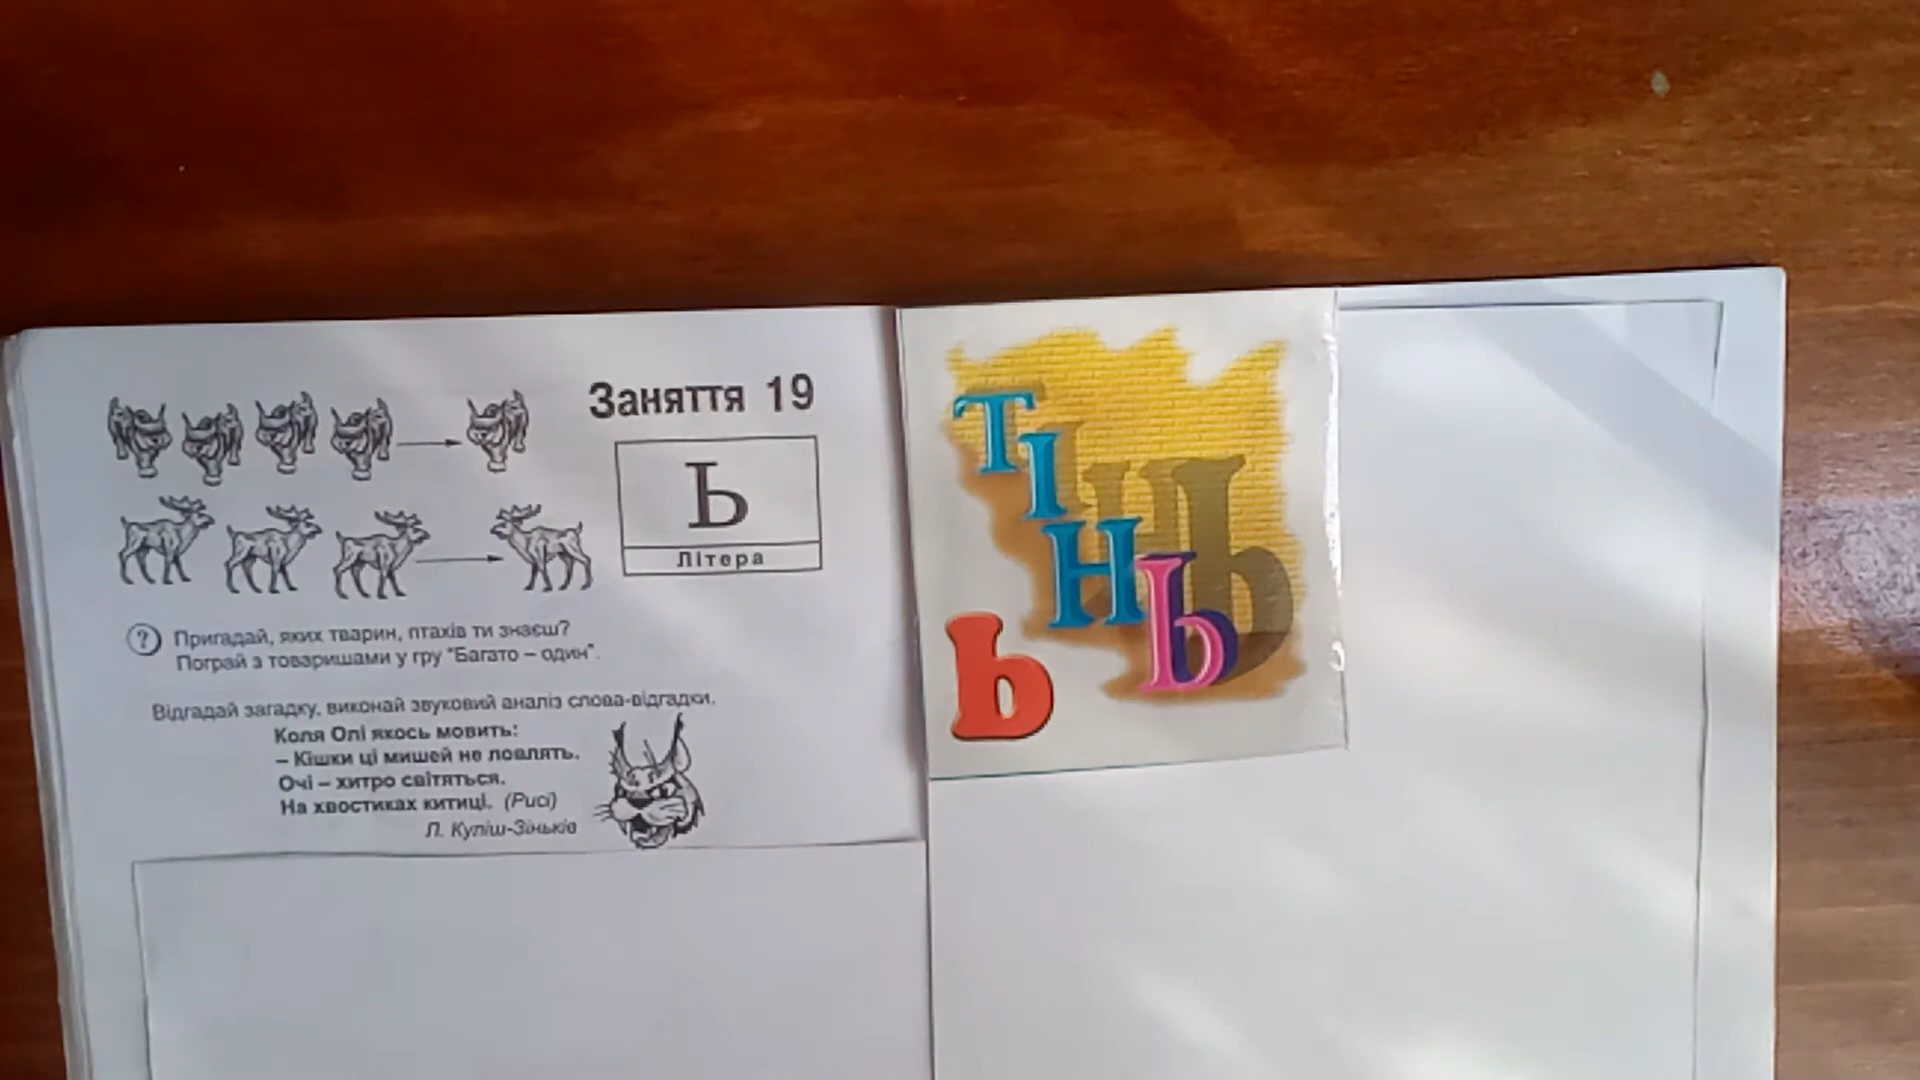 Заняття 19
Ь
Літера
? Пригадай, яких тварин, птахів ти знаєш?
Пограй з товаришами у гру "Багато – один".
Відгадай загадку, виконай звуковий аналіз слова-відгадки.
Коля Олі якось мовить:
– Кішки ці мишей не ловлять.
Очі – хитро світяться.
На хвостиках китиці. (Рисі)
Л. Куліш-Зіньків
ТІНЬ
Ь